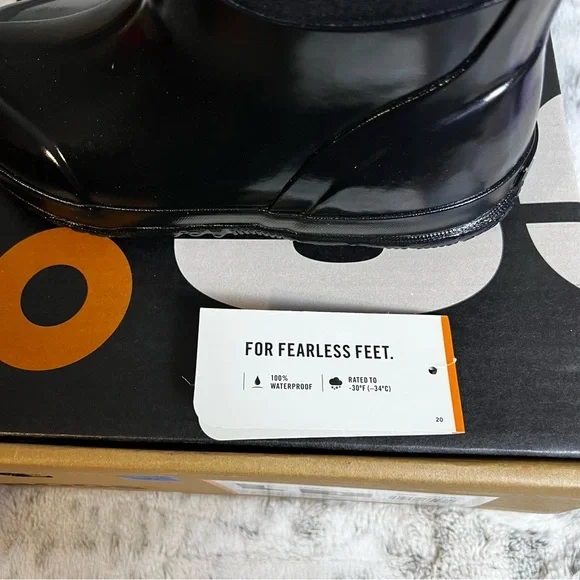 FOR FEARLESS FEET.
100%
WATERPROOF
RATED TO
-30°F (-34°C)
20